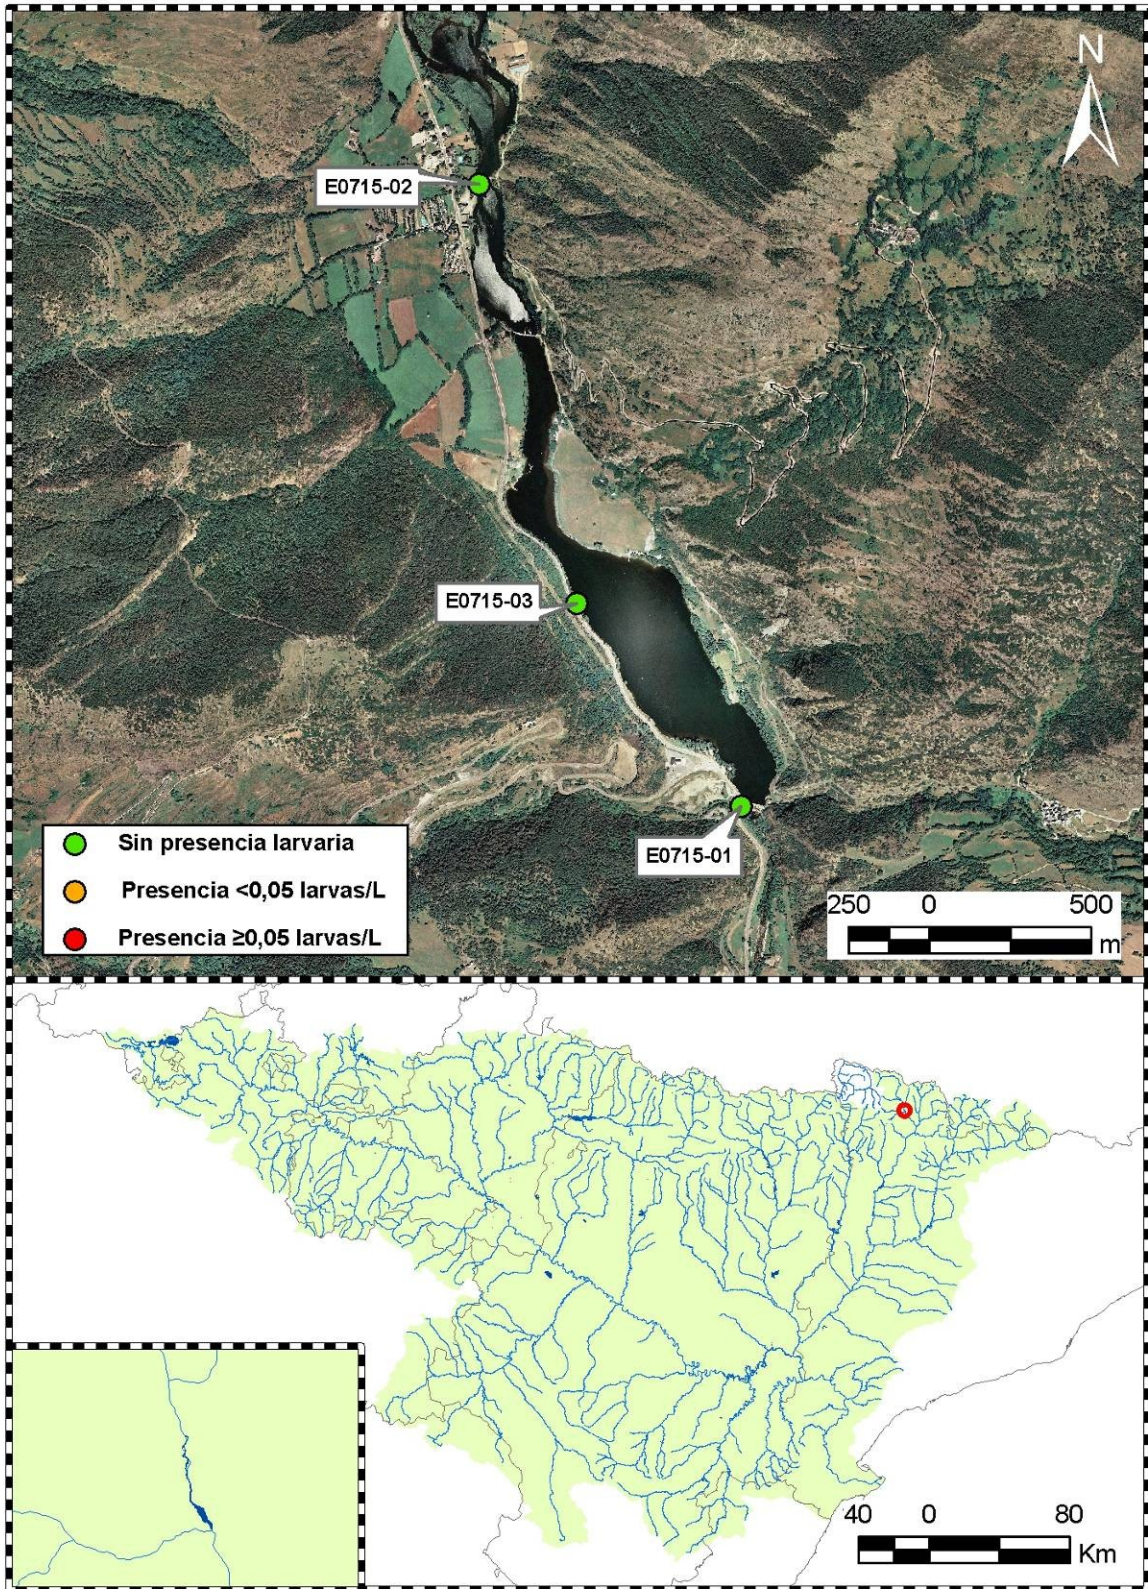 N
E0715-02
E0715-03
E0715-01
Sin presencia larvaria
Presencia <0,05 larvas/L
Presencia ≥0,05 larvas/L
250 0 500
m
40 0 80
Km